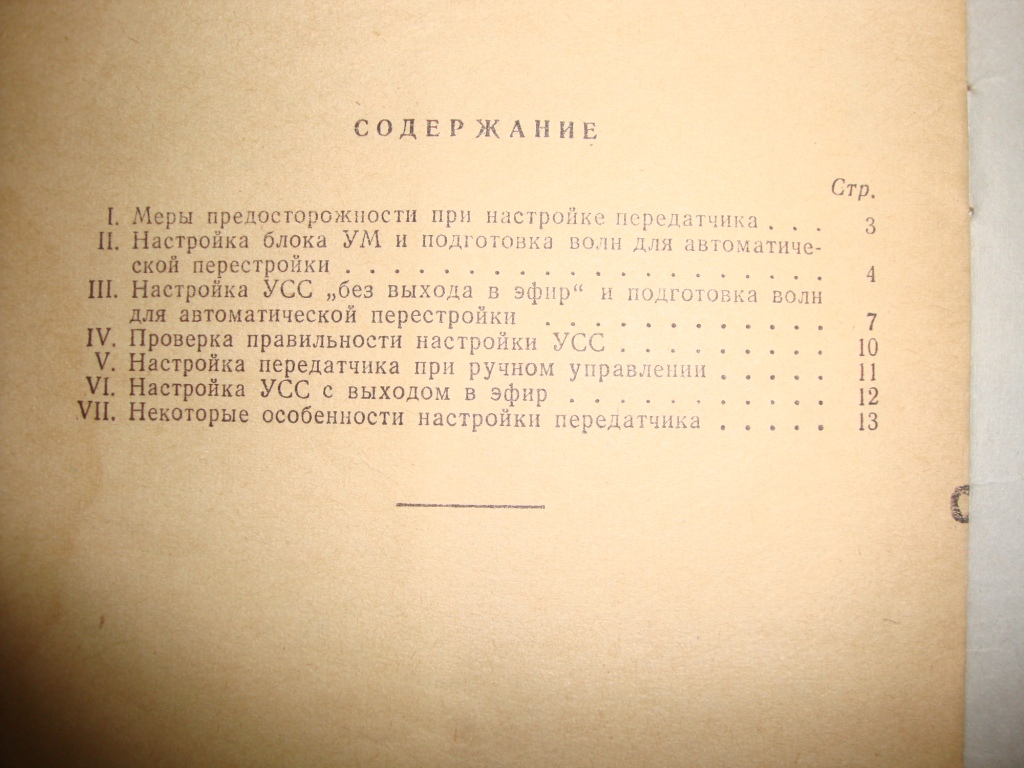 СОДЕРЖАНИЕ
Стр.
I. Меры предосторожности при настройке передатчика . . . 3
II. Настройка блока УМ и подготовка волн для автоматиче-
ской перестройки . . . . . . . . . . . . . . . . . . 4
III. Настройка УСС „без выхода в эфир“ и подготовка волн
для автоматической перестройки . . . . . . . . . . . . 7
IV. Проверка правильности настройки УСС . . . . . . . . . 10
V. Настройка передатчика при ручном управлении . . . . . 11
VI. Настройка УСС с выходом в эфир . . . . . . . . . . . 12
VII. Некоторые особенности настройки передатчика . . . . . 13